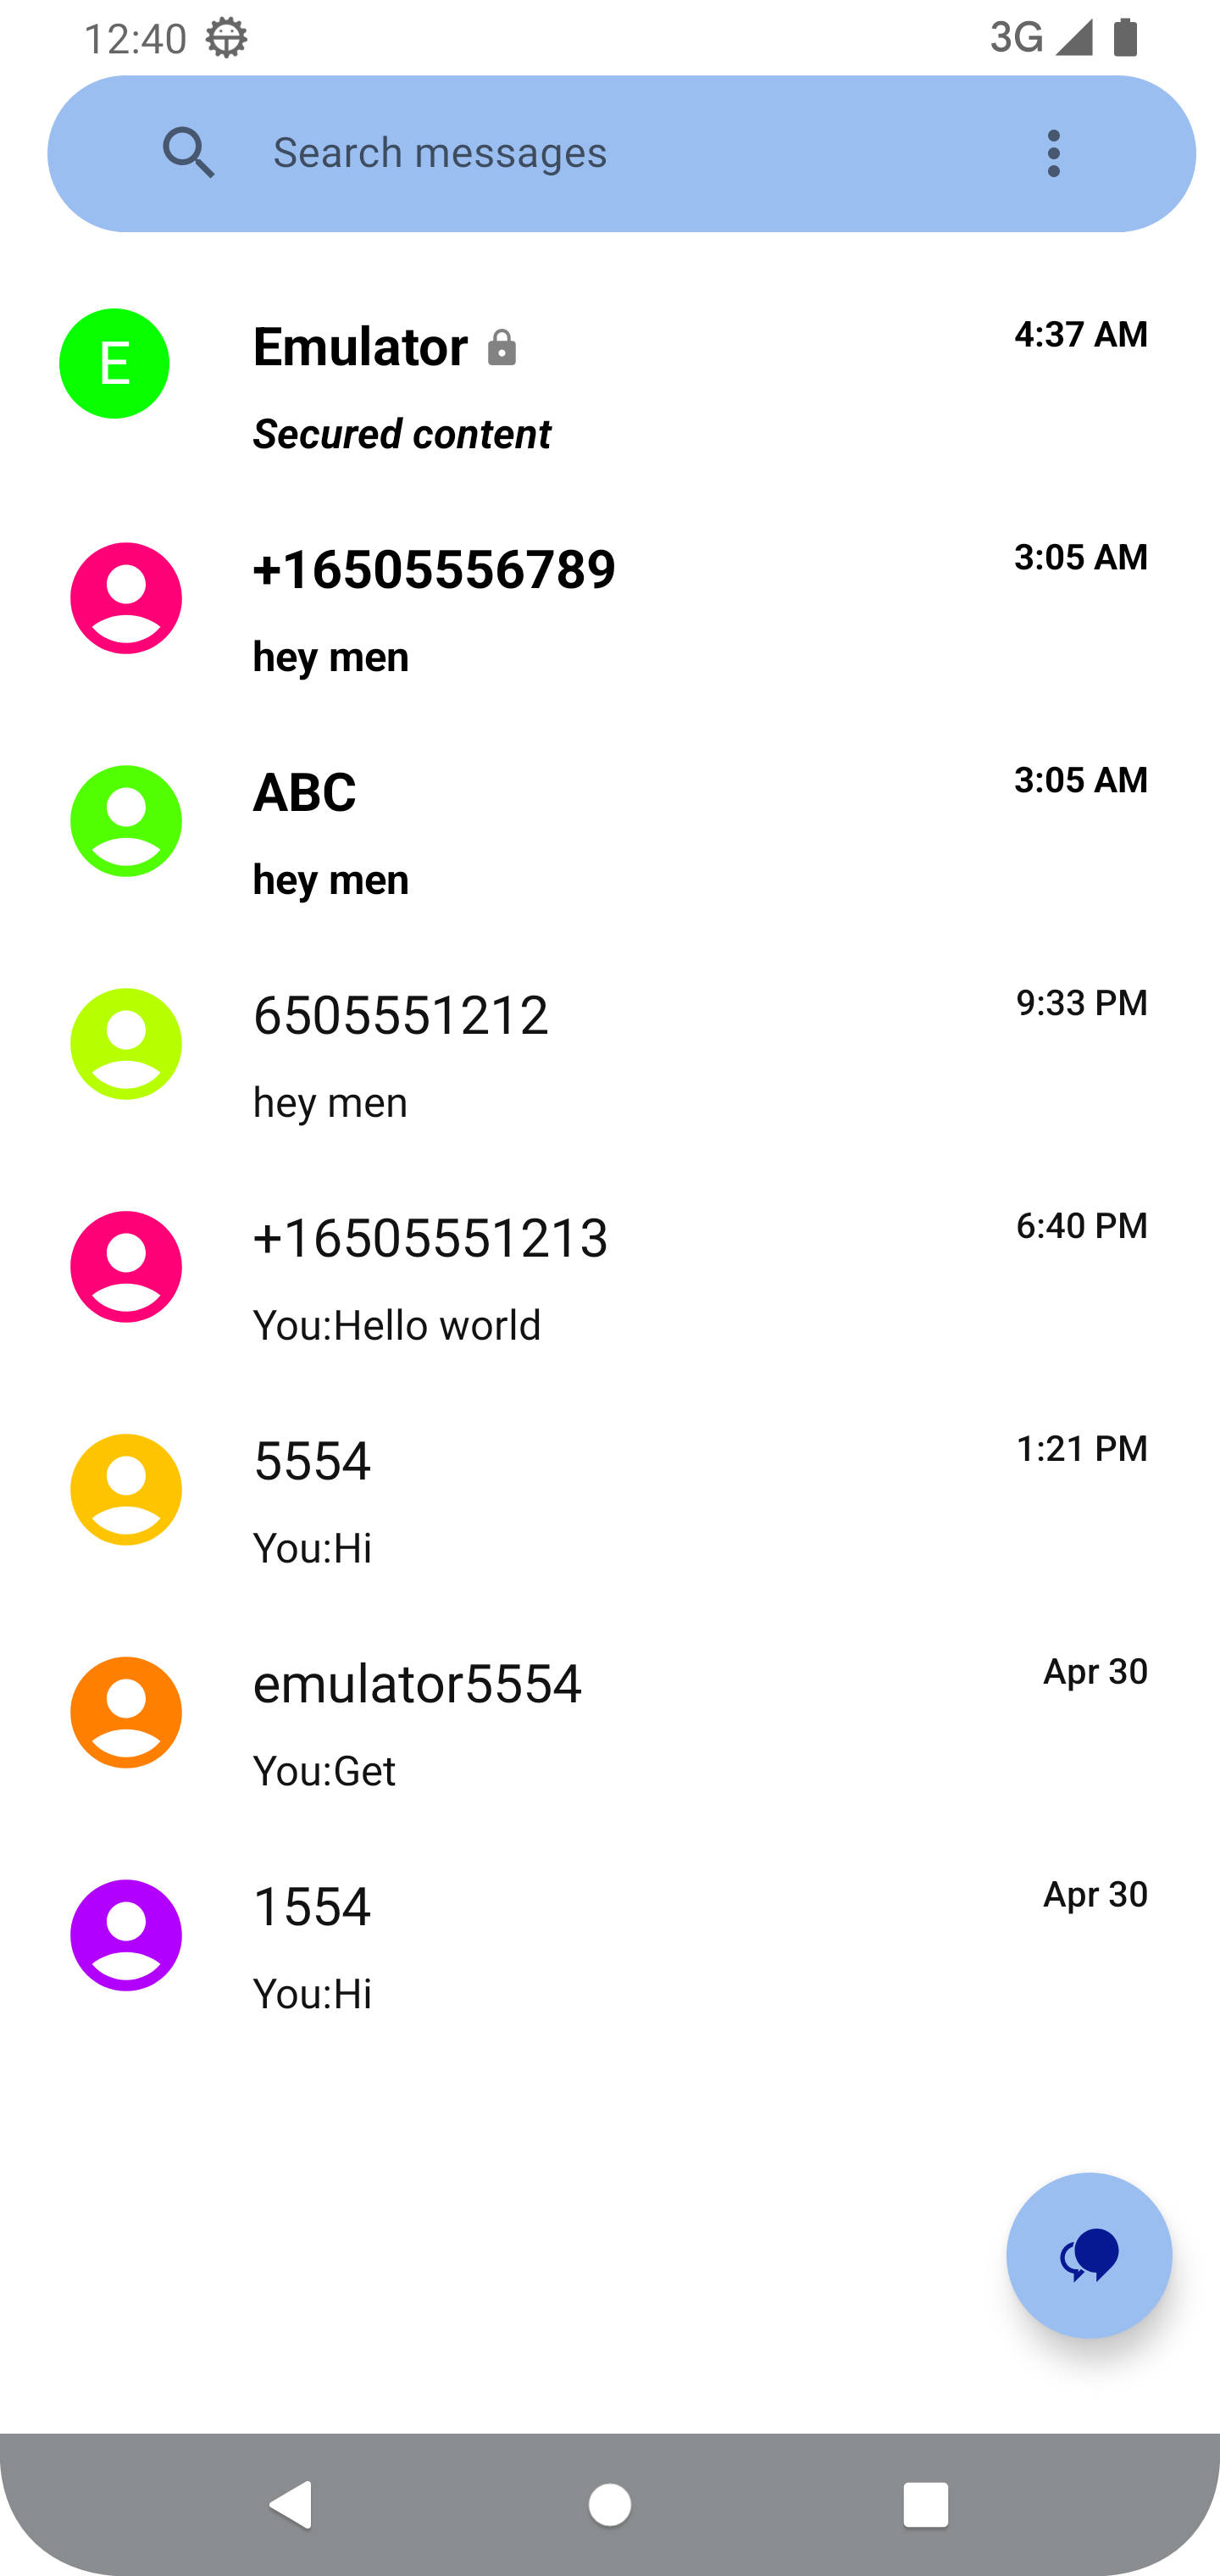 12:40 3G
Search messages
E
Emulator 4:37 AM
Secured content
+16505556789 3:05 AM
hey men
ABC 3:05 AM
hey men
6505551212 9:33 PM
hey men
+16505551213 6:40 PM
You:Hello world
5554 1:21 PM
You:Hi
emulator5554 Apr 30
You:Get
1554 Apr 30
You:Hi